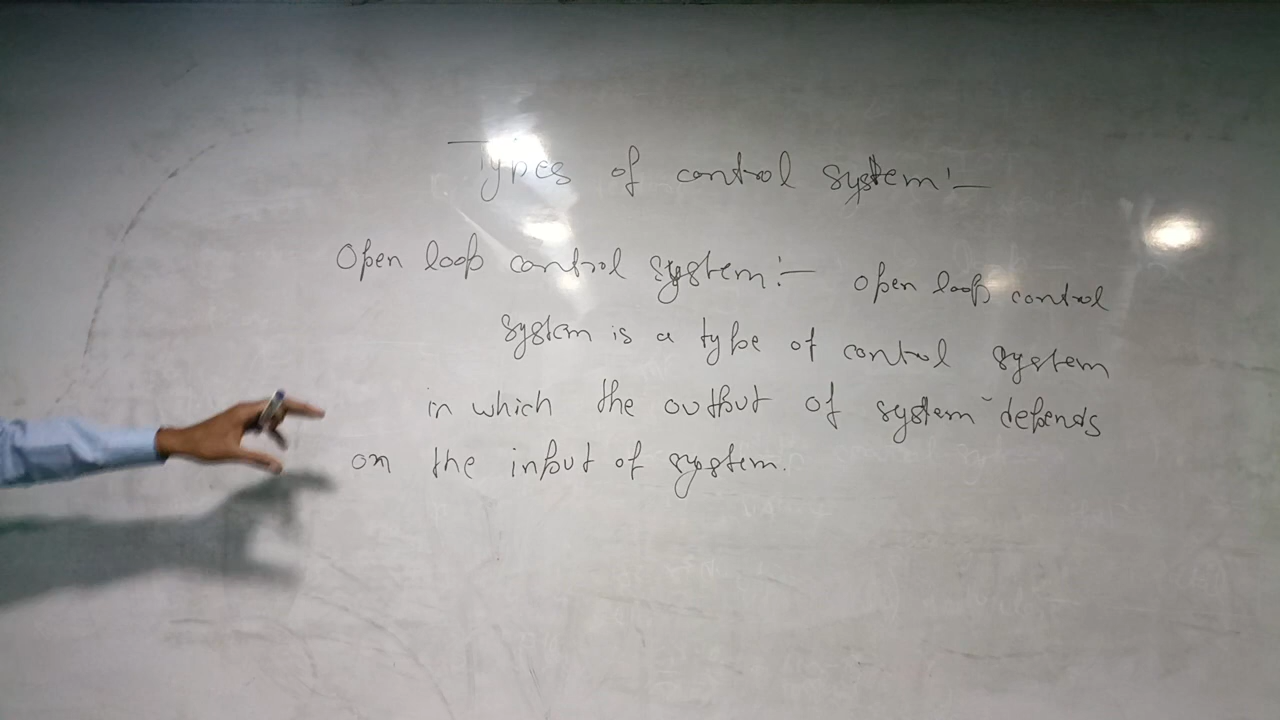 Types of control system:-
Open loop control system:- open loop control
system is a type of control system
in which the output of system depends
on the input of system.